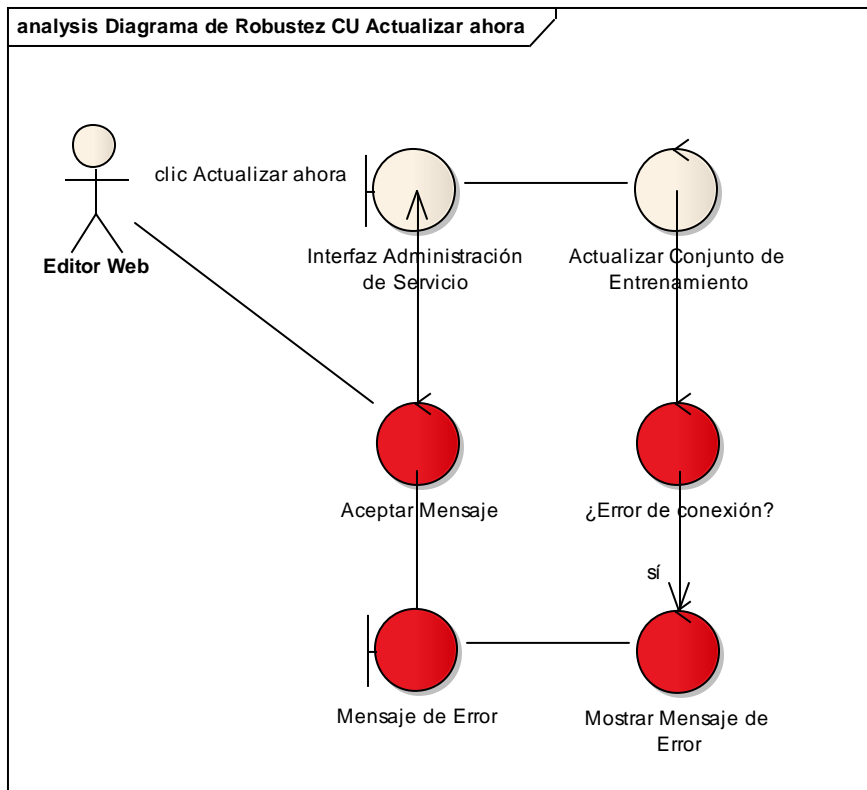 analysis Diagrama de Robustez CU Actualizar ahora
clic Actualizar ahora
Editor Web
Interfaz Administración
de Servicio
Actualizar Conjunto de
Entrenamiento
Aceptar Mensaje
¿Error de conexión?
sí
Mensaje de Error
Mostrar Mensaje de
Error